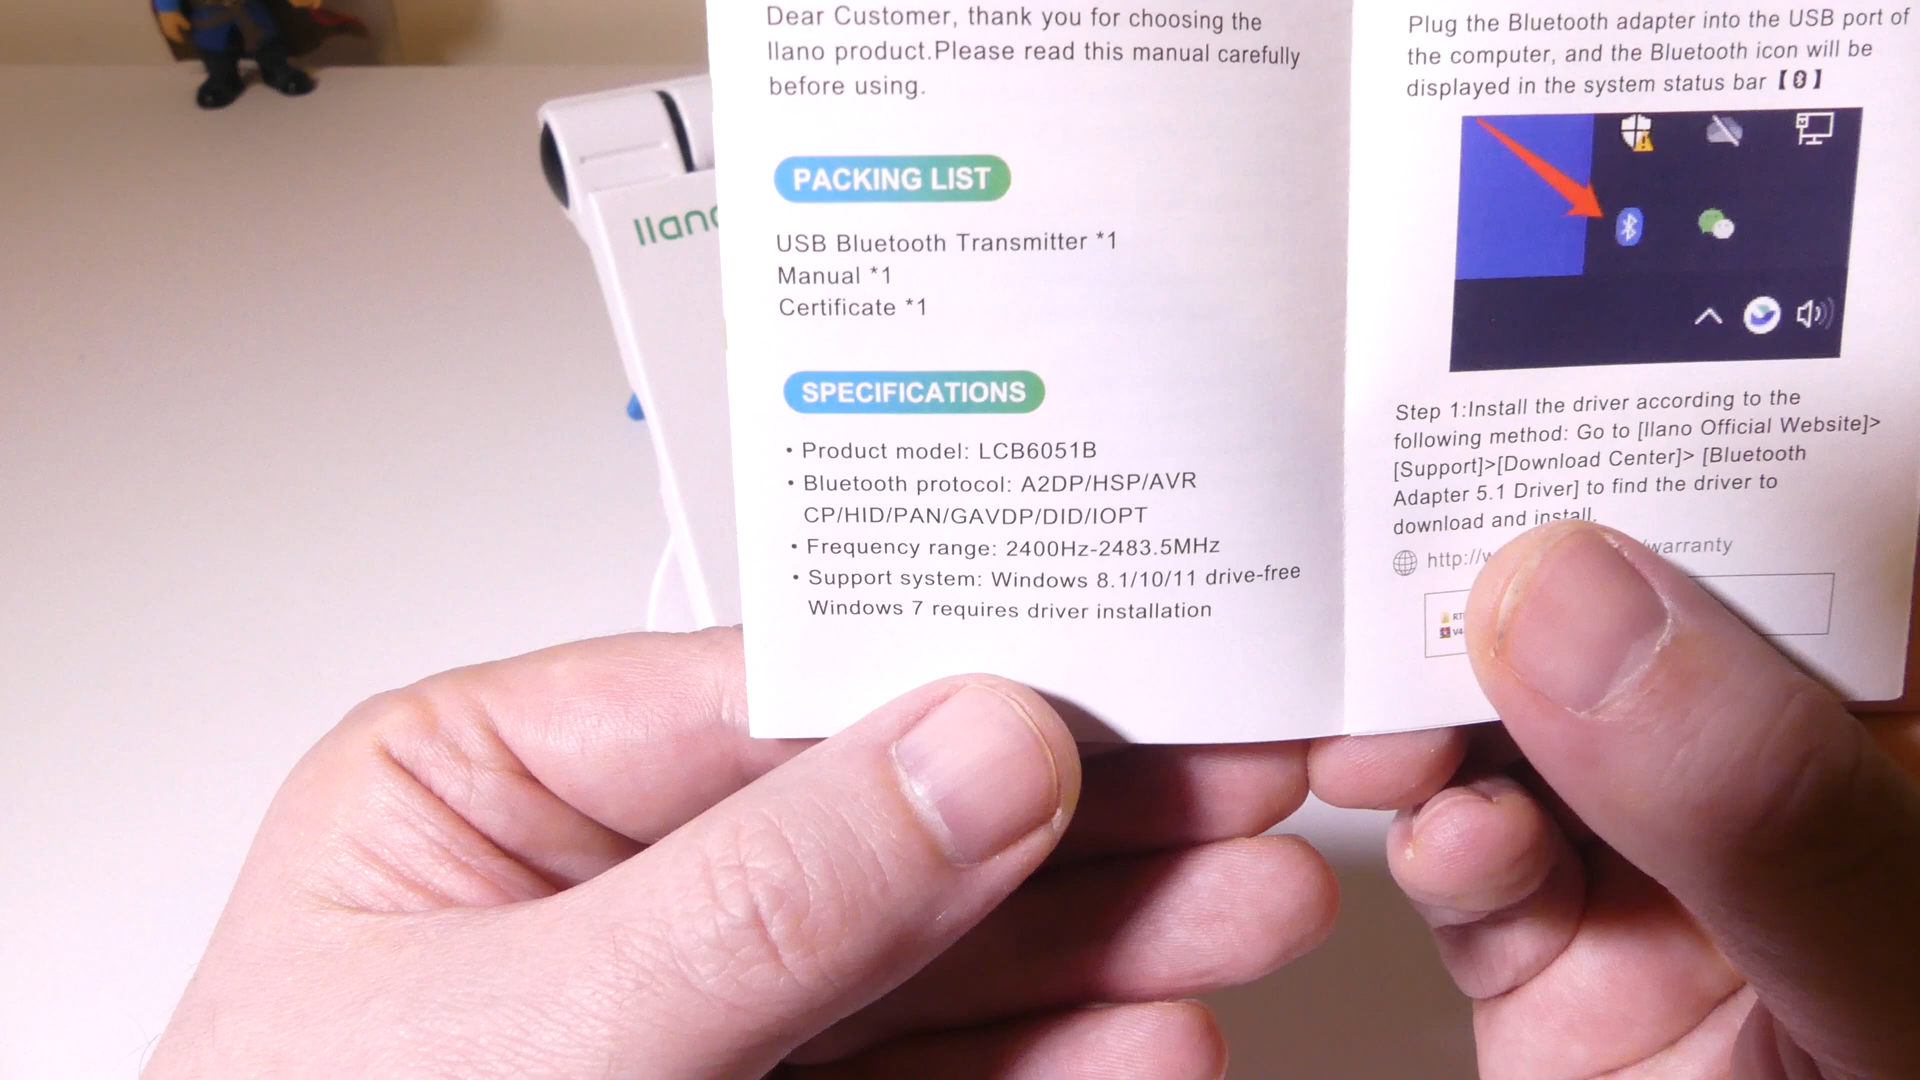 Dear Customer, thank you for choosing the
llano product.Please read this manual carefully
before using.
PACKING LIST
USB Bluetooth Transmitter *1
Manual *1
Certificate *1
SPECIFICATIONS
• Product model: LCB6051B
• Bluetooth protocol: A2DP/HSP/AVR
CP/HID/PAN/GAVDP/DID/IOPT
• Frequency range: 2400Hz-2483.5MHz
• Support system: Windows 8.1/10/11 drive-free
Windows 7 requires driver installation
Plug the Bluetooth adapter into the USB port of
the computer, and the Bluetooth icon will be
displayed in the system status bar【】
Step 1:Install the driver according to the
following method: Go to [llano Official Website]>
[Support]>[Download Center]> [Bluetooth
Adapter 5.1 Driver] to find the driver to
download and install.
http://w /warranty
llano